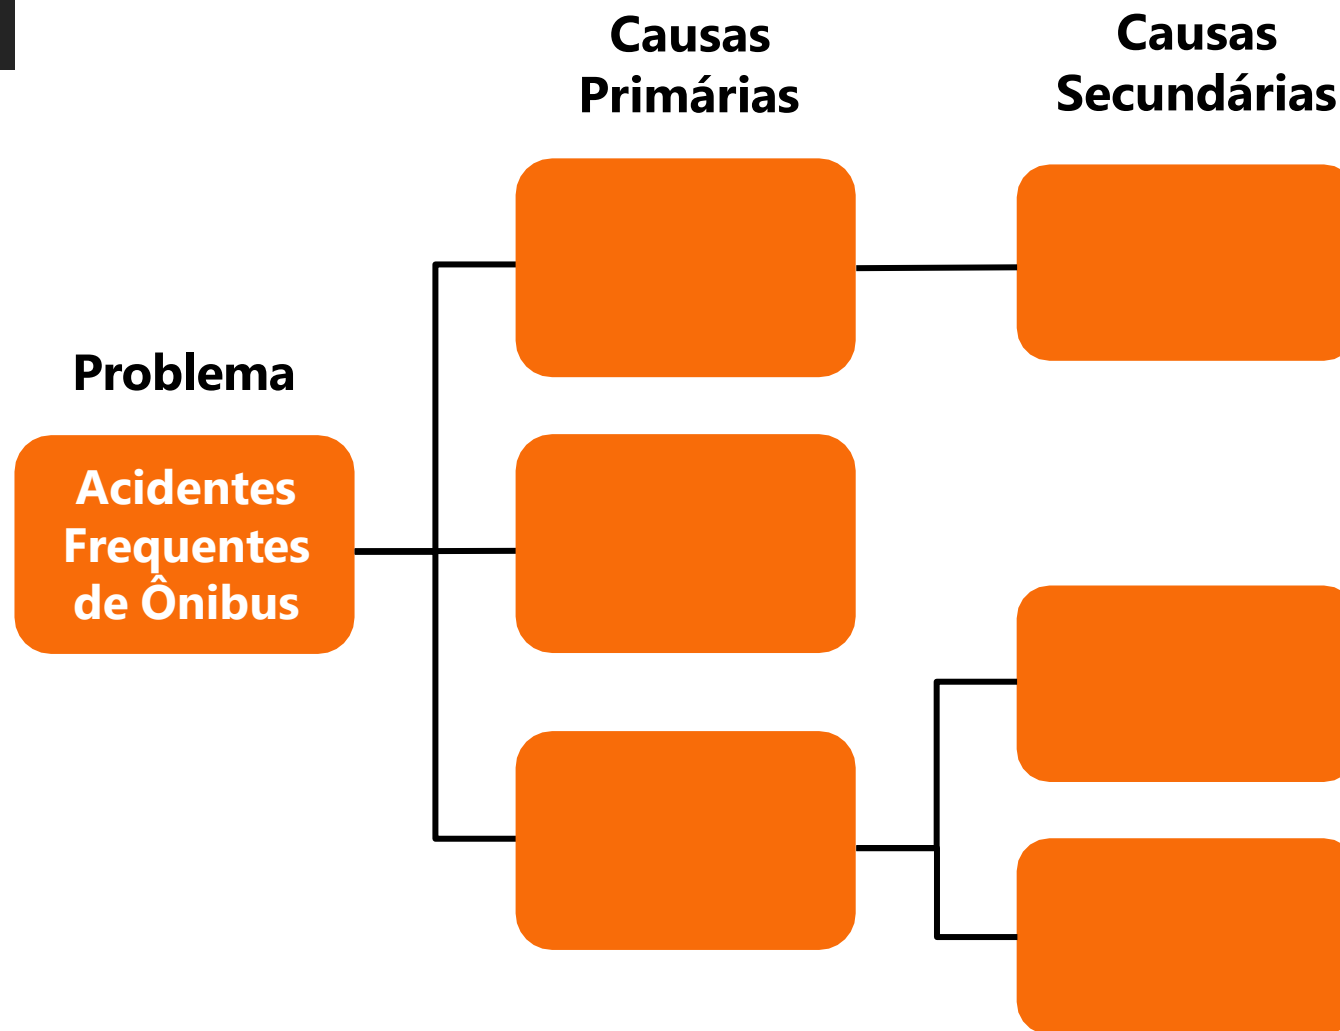 Causas
Primárias
Causas
Secundárias
Problema
Acidentes
Frequentes
de Ônibus